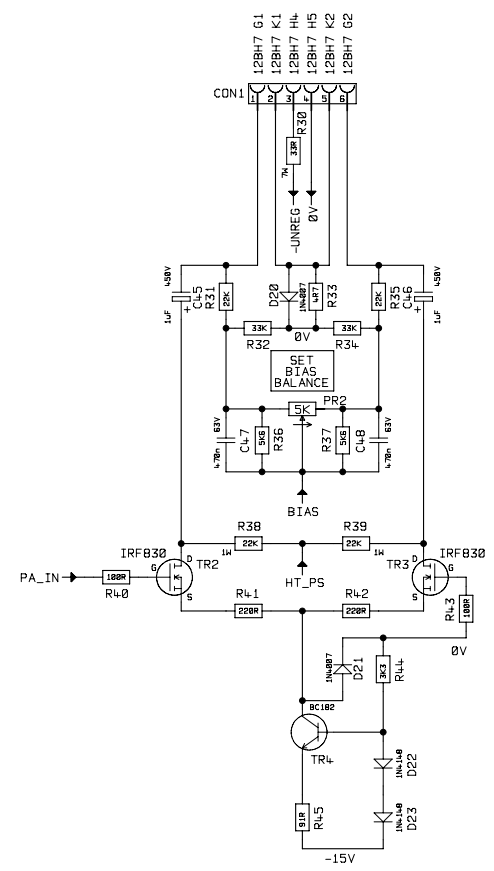 12BH7 G1
12BH7 K1
12BH7 H4
12BH7 H5
12BH7 K2
12BH7 G2
CON1
1 2 3 4 5 6
R30
33R
7W
-UNREG
0V
450V
C45
1uF
+
R31
22K
D20
1N4007
4R7
R33
R35
22K
C46
450V
1uF
+
33K
R32
0V
33K
R34
SET
BIAS
BALANCE
PR2
5K
63V
C47
470n
R36
5K6
R37
5K6
C48
63V
470n
BIAS
R38
22K
1W
R39
22K
1W
IRF830
TR2
D
G
S
PA_IN
100R
R40
HT_PS
IRF830
TR3
D
G
S
R41
220R
R42
220R
R43
100R
0V
1N4007
D21
3K3
R44
BC182
TR4
1N4148
D22
1N4148
D23
91R
R45
-15V